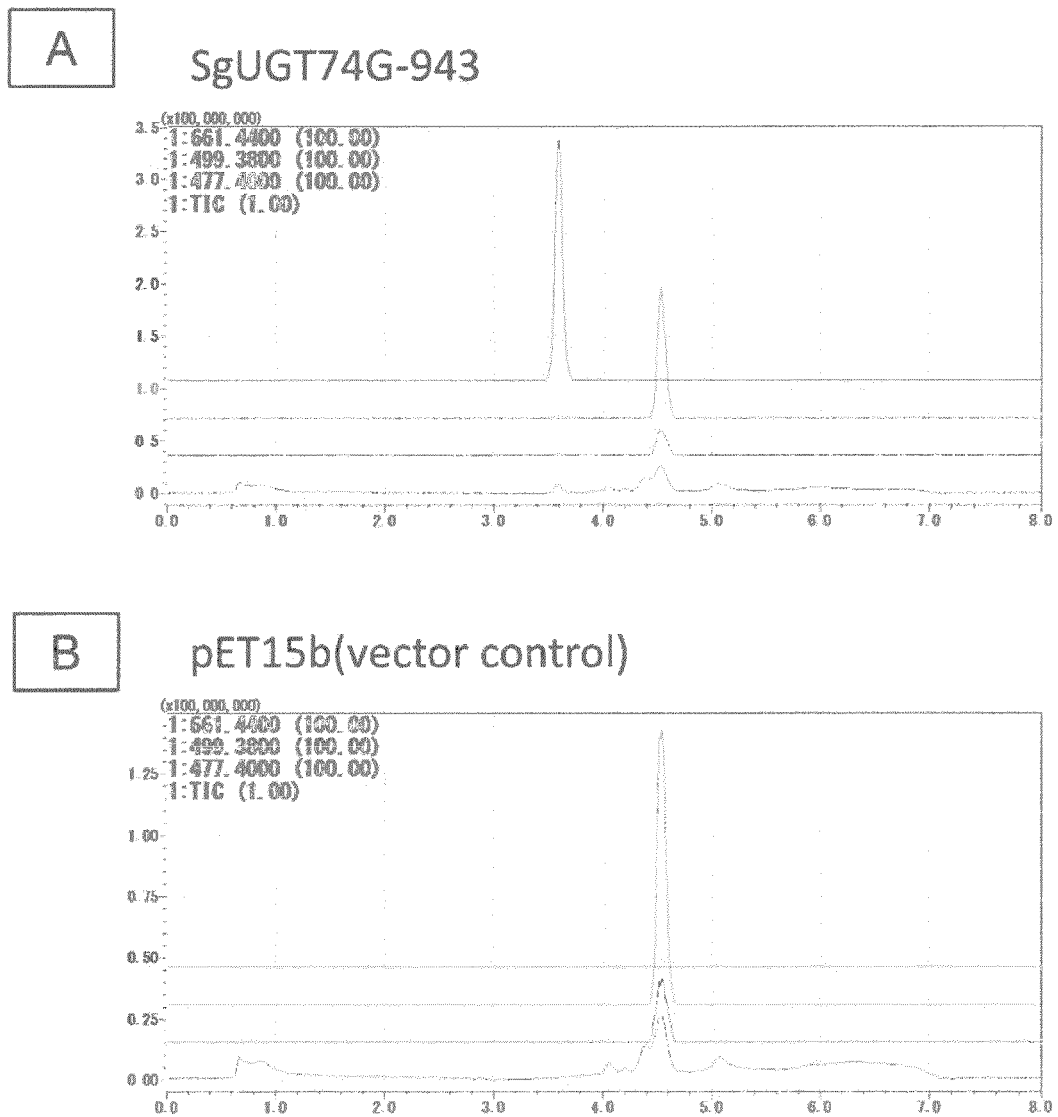 A
SgUGT74G-943
(x100,000,000)
3.5
1:661.4400 (100.00)
1:499.3800 (100.00)
1:477.4000 (100.00)
1:TIC (1.00)
3.0
2.5
2.0
1.5
1.0
0.5
0.0
0.0 1.0 2.0 3.0 4.0 5.0 6.0 7.0 8.0
B
pET15b(vector control)
(x100,000,000)
1:661.4400 (100.00)
1:499.3800 (100.00)
1:477.4000 (100.00)
1:TIC (1.00)
1.25
1.00
0.75
0.50
0.25
0.00
0.0 1.0 2.0 3.0 4.0 5.0 6.0 7.0 8.0